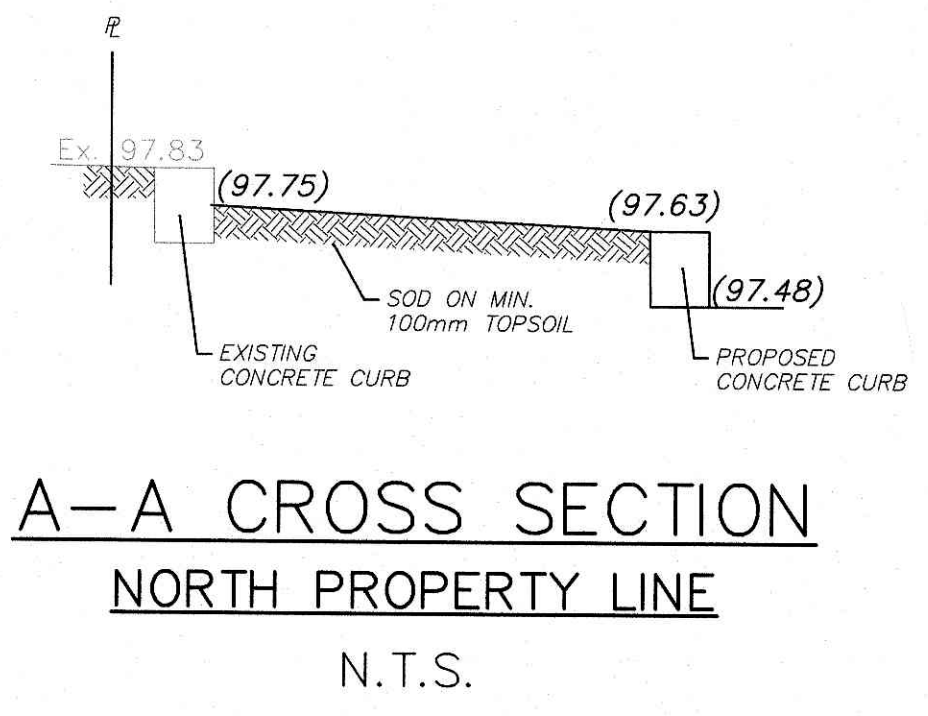 ℄
Ex. 97.83
(97.75)
(97.63)
(97.48)
SOD ON MIN.
100mm TOPSOIL
EXISTING
CONCRETE CURB
PROPOSED
CONCRETE CURB
A-A CROSS SECTION
NORTH PROPERTY LINE
N.T.S.